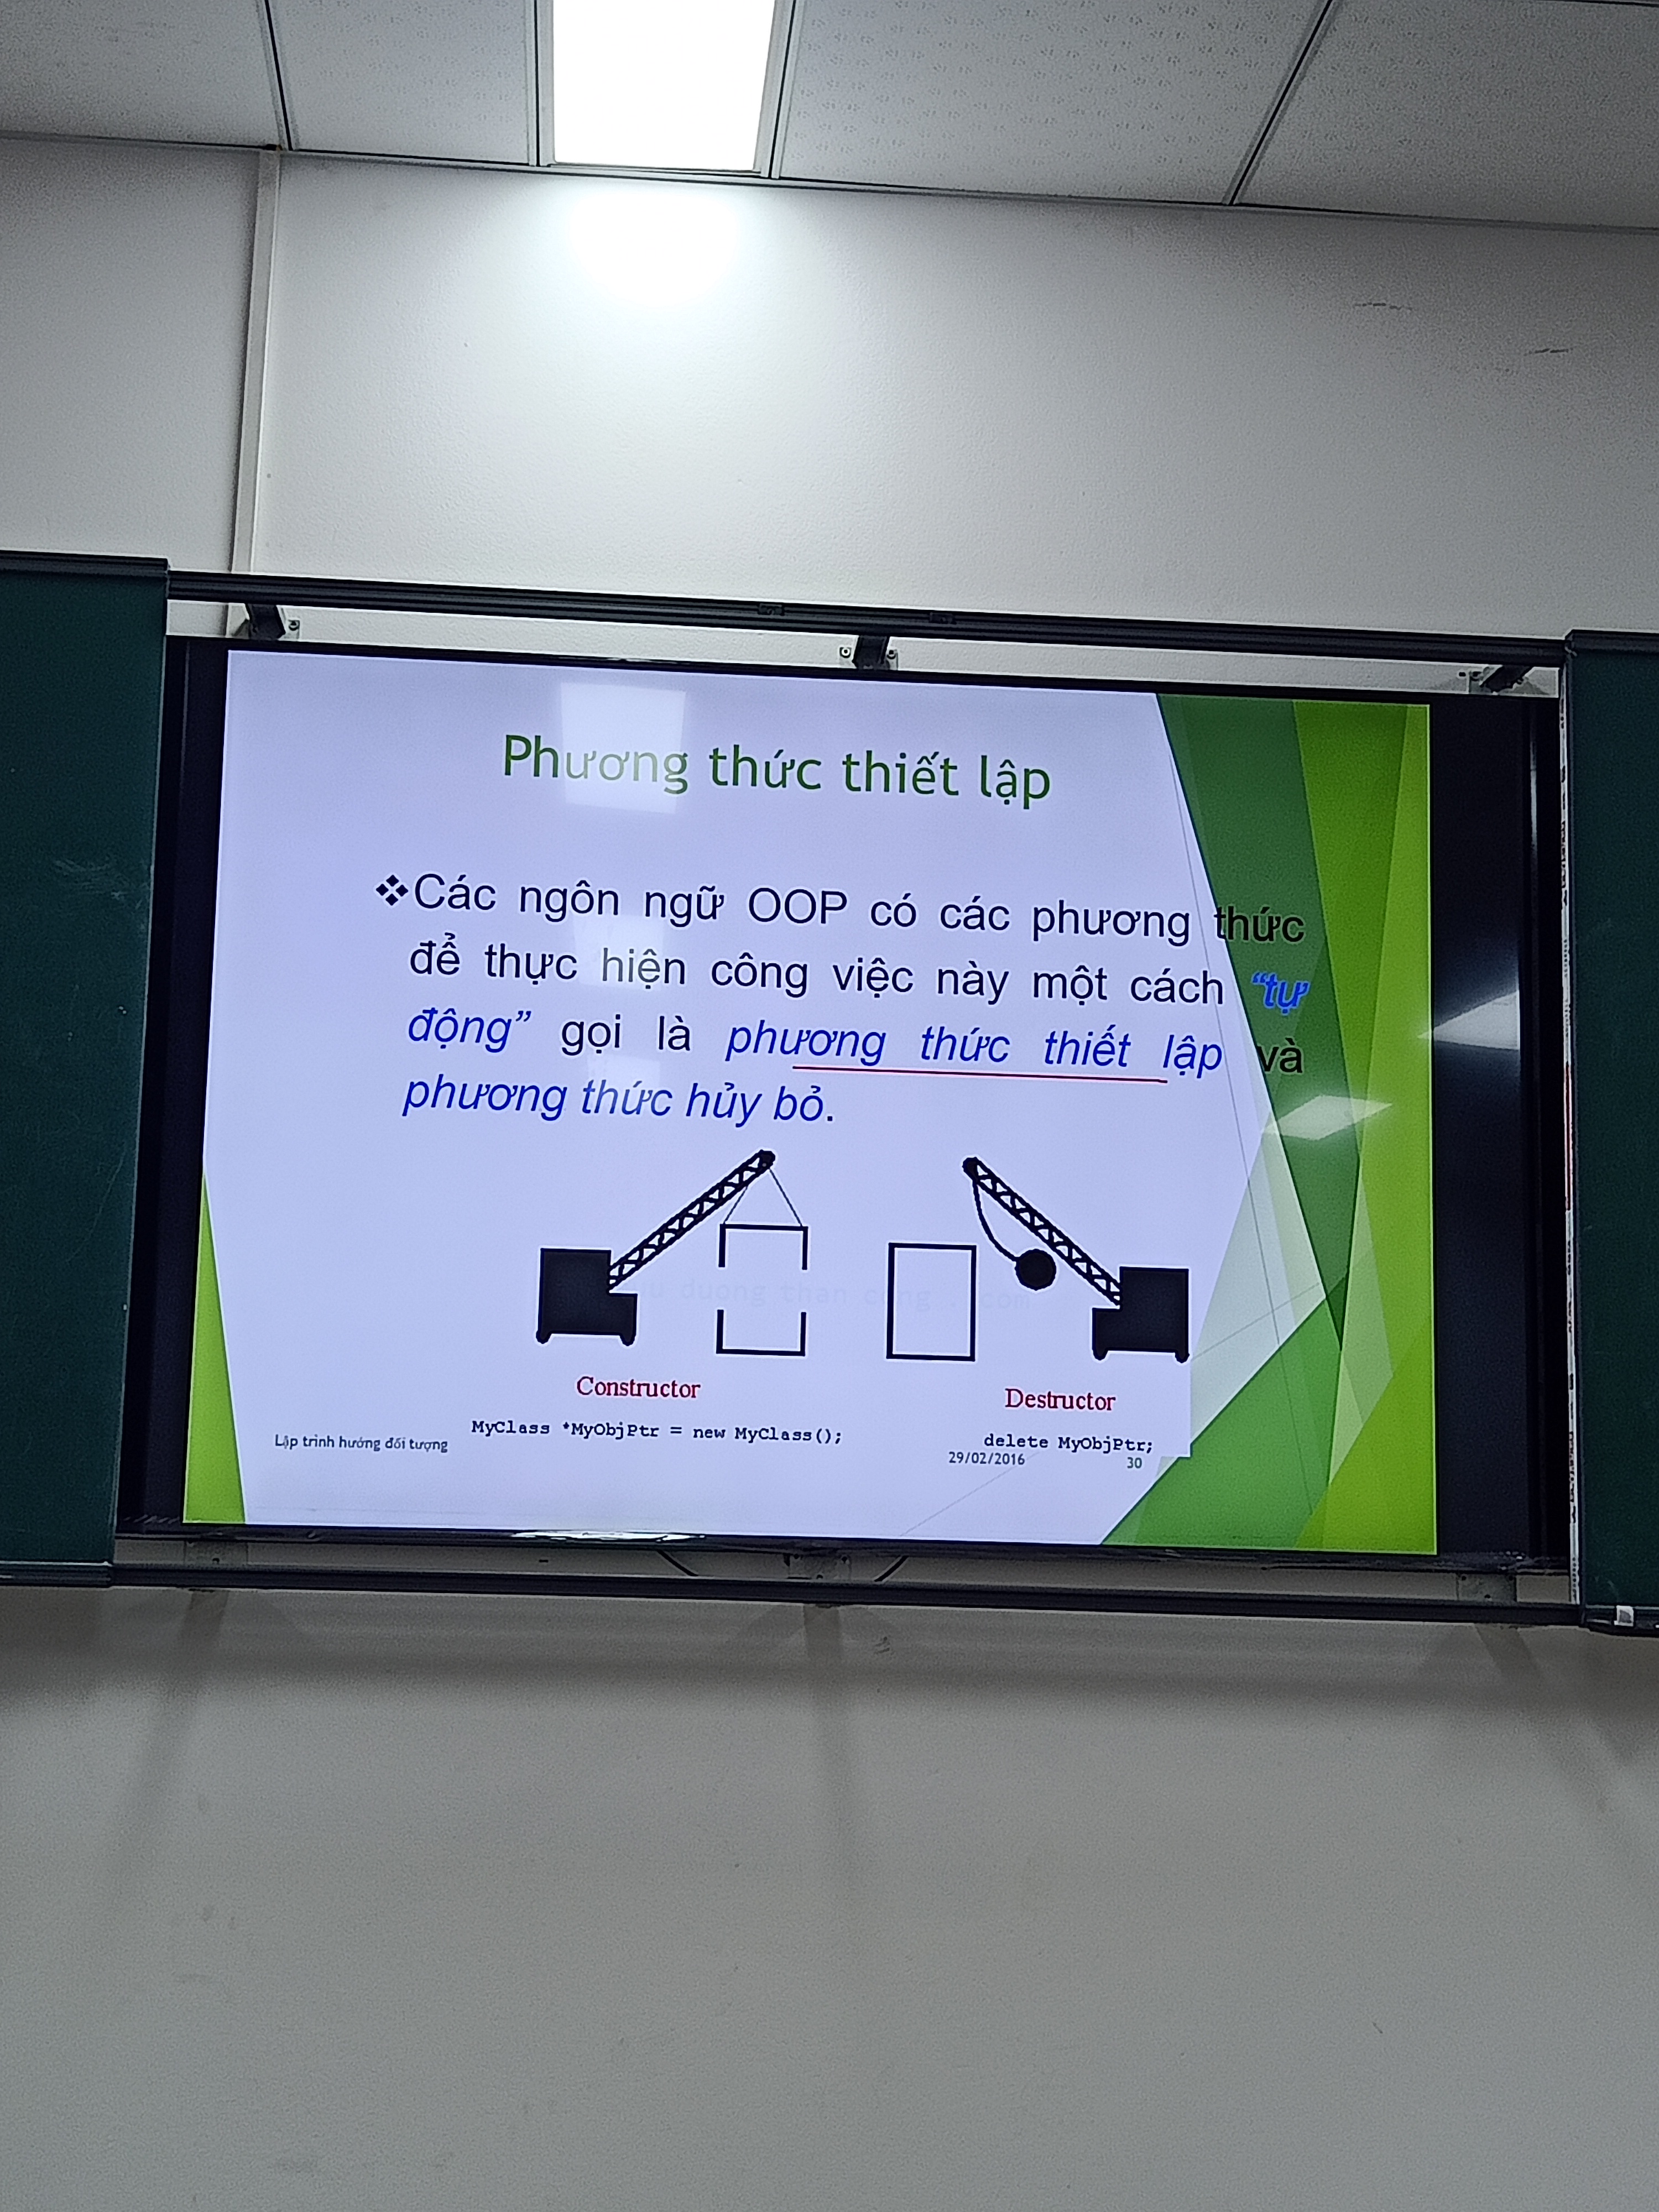 Phương thức thiết lập
❖Các ngôn ngữ OOP có các phương thức
để thực hiện công việc này một cách “tự
động” gọi là phương thức thiết lập và
phương thức hủy bỏ.
duong than cong . com
Constructor
Destructor
MyClass *MyObjPtr = new MyClass();
delete MyObjPtr;
Lập trình hướng đối tượng
29/02/2016
30